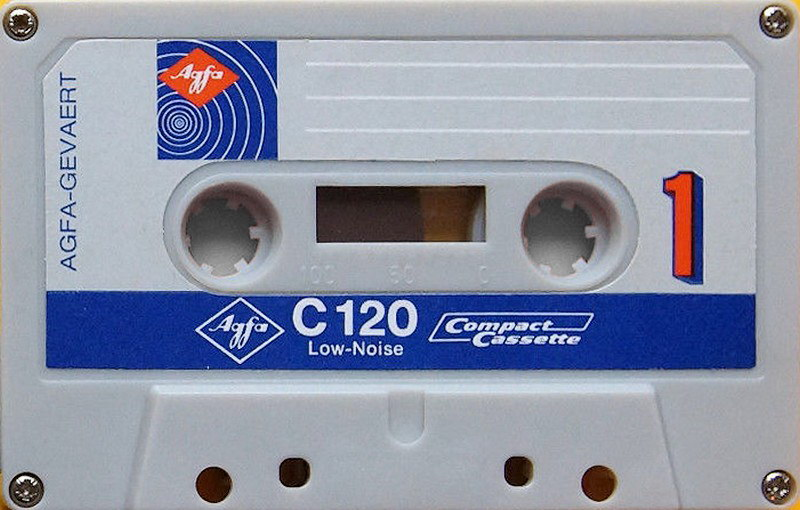 Agfa
AGFA-GEVAERT
1
100 50 0
Agfa
C 120
Low-Noise
Compact
Cassette